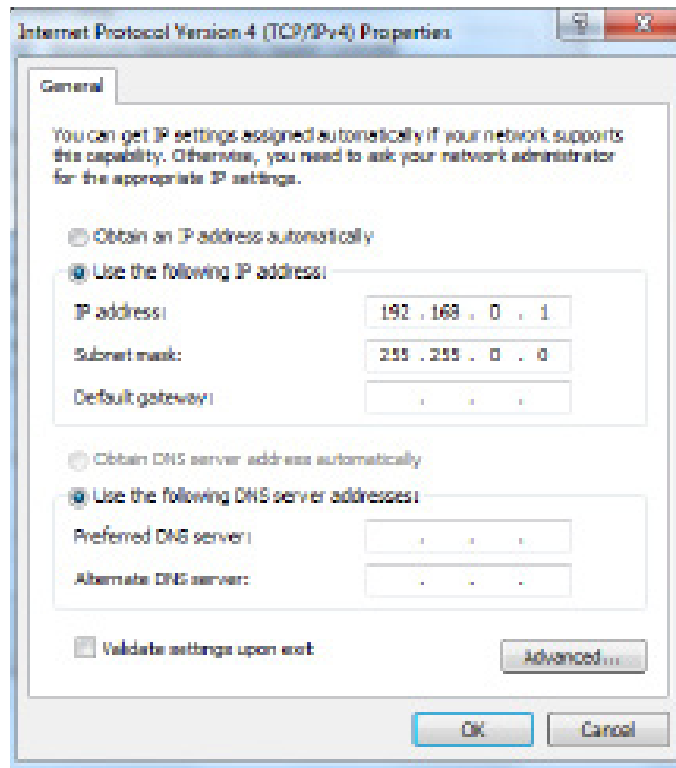 Internet Protocol Version 4 (TCP/IPv4) Properties
General
You can get IP settings assigned automatically if your network supports
this capability. Otherwise, you need to ask your network administrator
for the appropriate IP settings.
Obtain an IP address automatically
Use the following IP address:
IP address: 192 . 168 . 0 . 1
Subnet mask: 255 . 255 . 0 . 0
Default gateway: . . .
Obtain DNS server address automatically
Use the following DNS server addresses:
Preferred DNS server: . . .
Alternate DNS server: . . .
Validate settings upon exit
Advanced...
OK Cancel